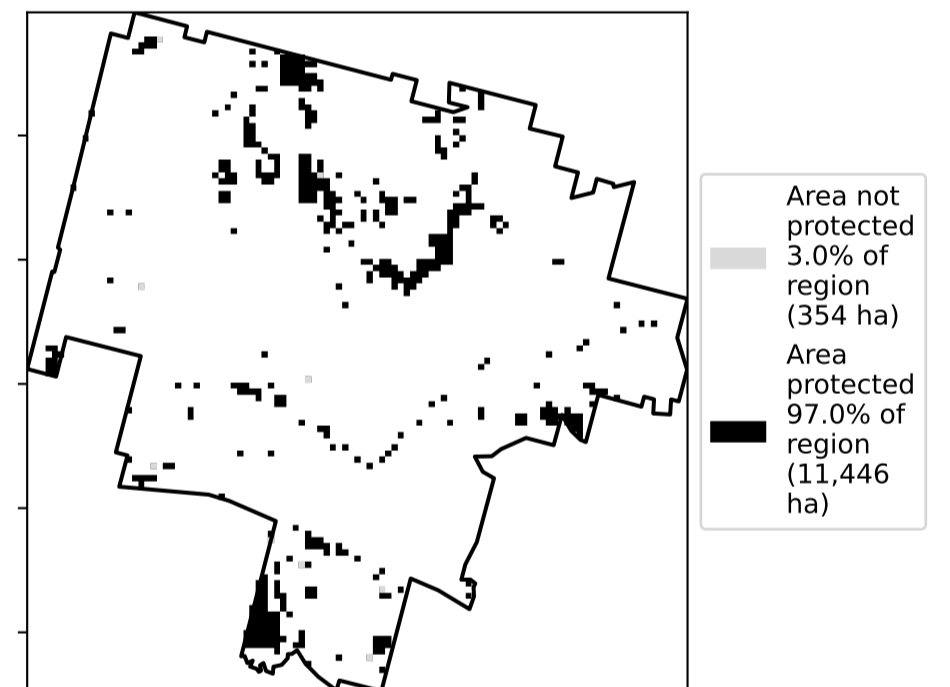 Area not
protected
3.0% of
region
(354 ha)
Area
protected
97.0% of
region
(11,446
ha)